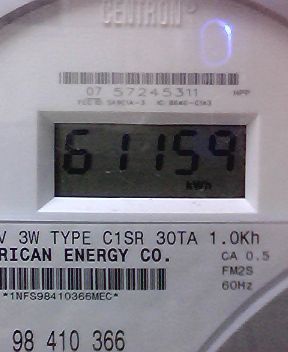 CENTRON®
07 57245311
61159
kWh
V 3W TYPE C1SR 30TA 1.0Kh
RICAN ENERGY CO.
CA 0.5
FM2S
60Hz
*1NFS98410366MEC*
98 410 366